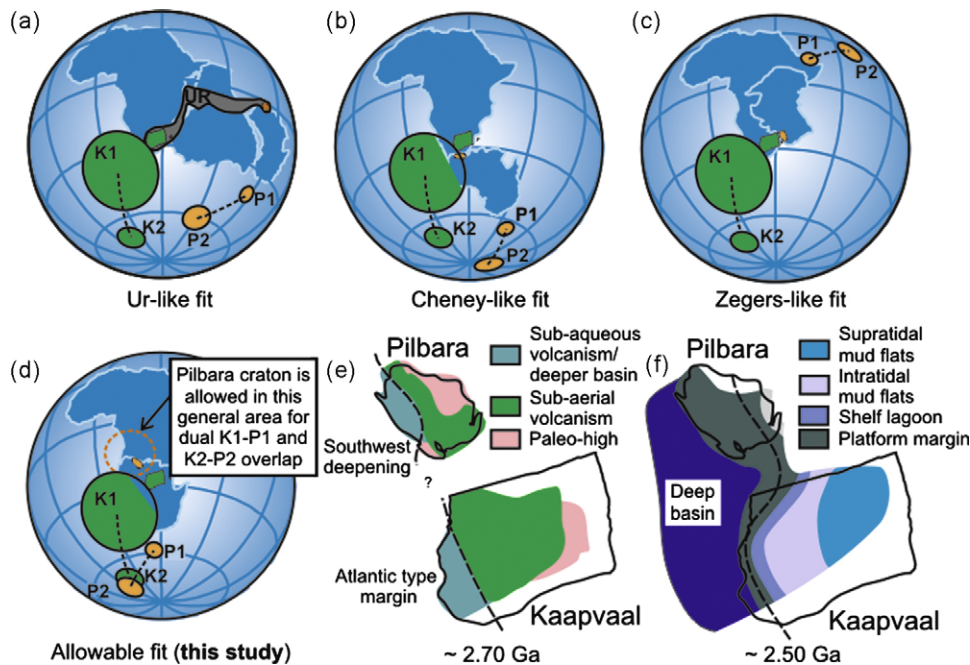 (a)
UR
K1
K2
P1
P2
Ur-like fit
(b)
K1
K2
P1
P2
Cheney-like fit
(c)
P1
P2
K1
K2
Zegers-like fit
(d)
Pilbara craton is
allowed in this
general area for
dual K1-P1 and
K2-P2 overlap
K1
P1
K2
P2
Allowable fit (this study)
(e)
Pilbara
Sub-aqueous
volcanism/
deeper basin
Sub-aerial
volcanism
Paleo-high
Southwest
deepening
?
Atlantic type
margin
Kaapvaal
~ 2.70 Ga
(f)
Pilbara
Supratidal
mud flats
Intratidal
mud flats
Shelf lagoon
Platform margin
Deep
basin
Kaapvaal
~ 2.50 Ga